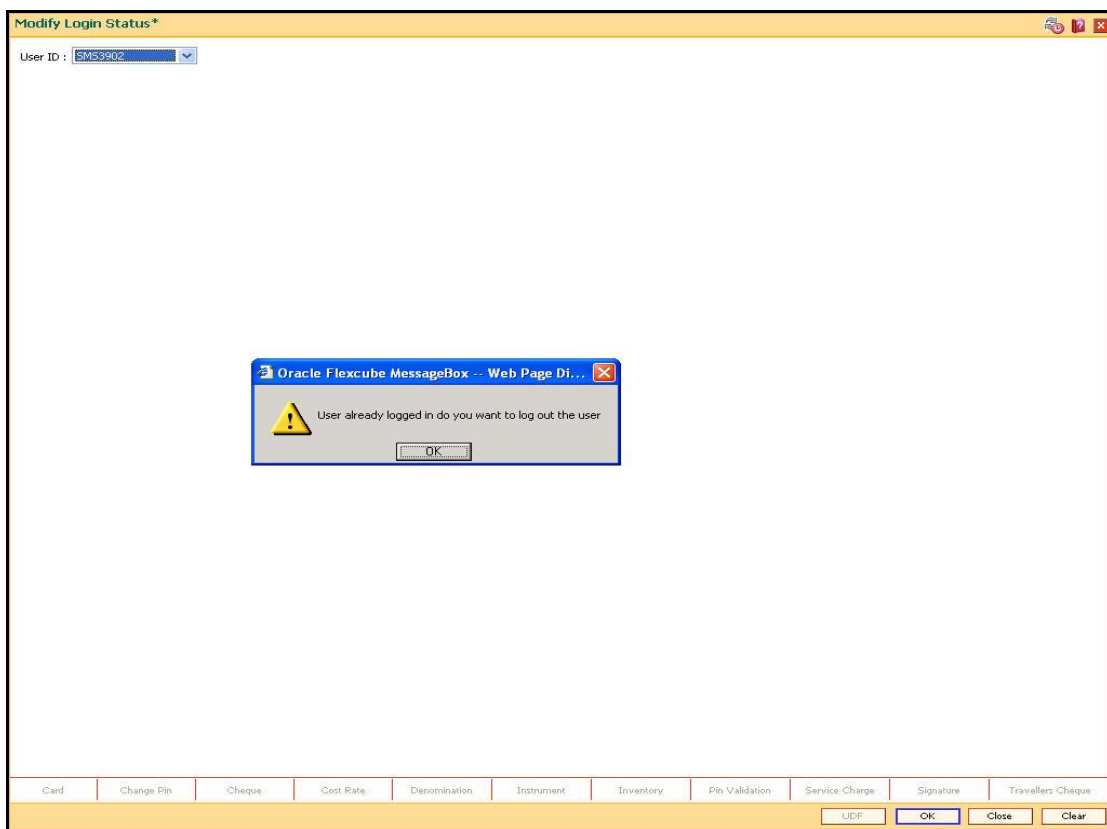 Modify Login Status*
User ID : SMS3902
Oracle Flexcube MessageBox -- Web Page Di...
User already logged in do you want to log out the user
OK
Card Change Pin Cheque Cost Rate Denomination Instrument Inventory Pin Validation Service Charge Signature Travellers Cheque
UDF OK Close Clear